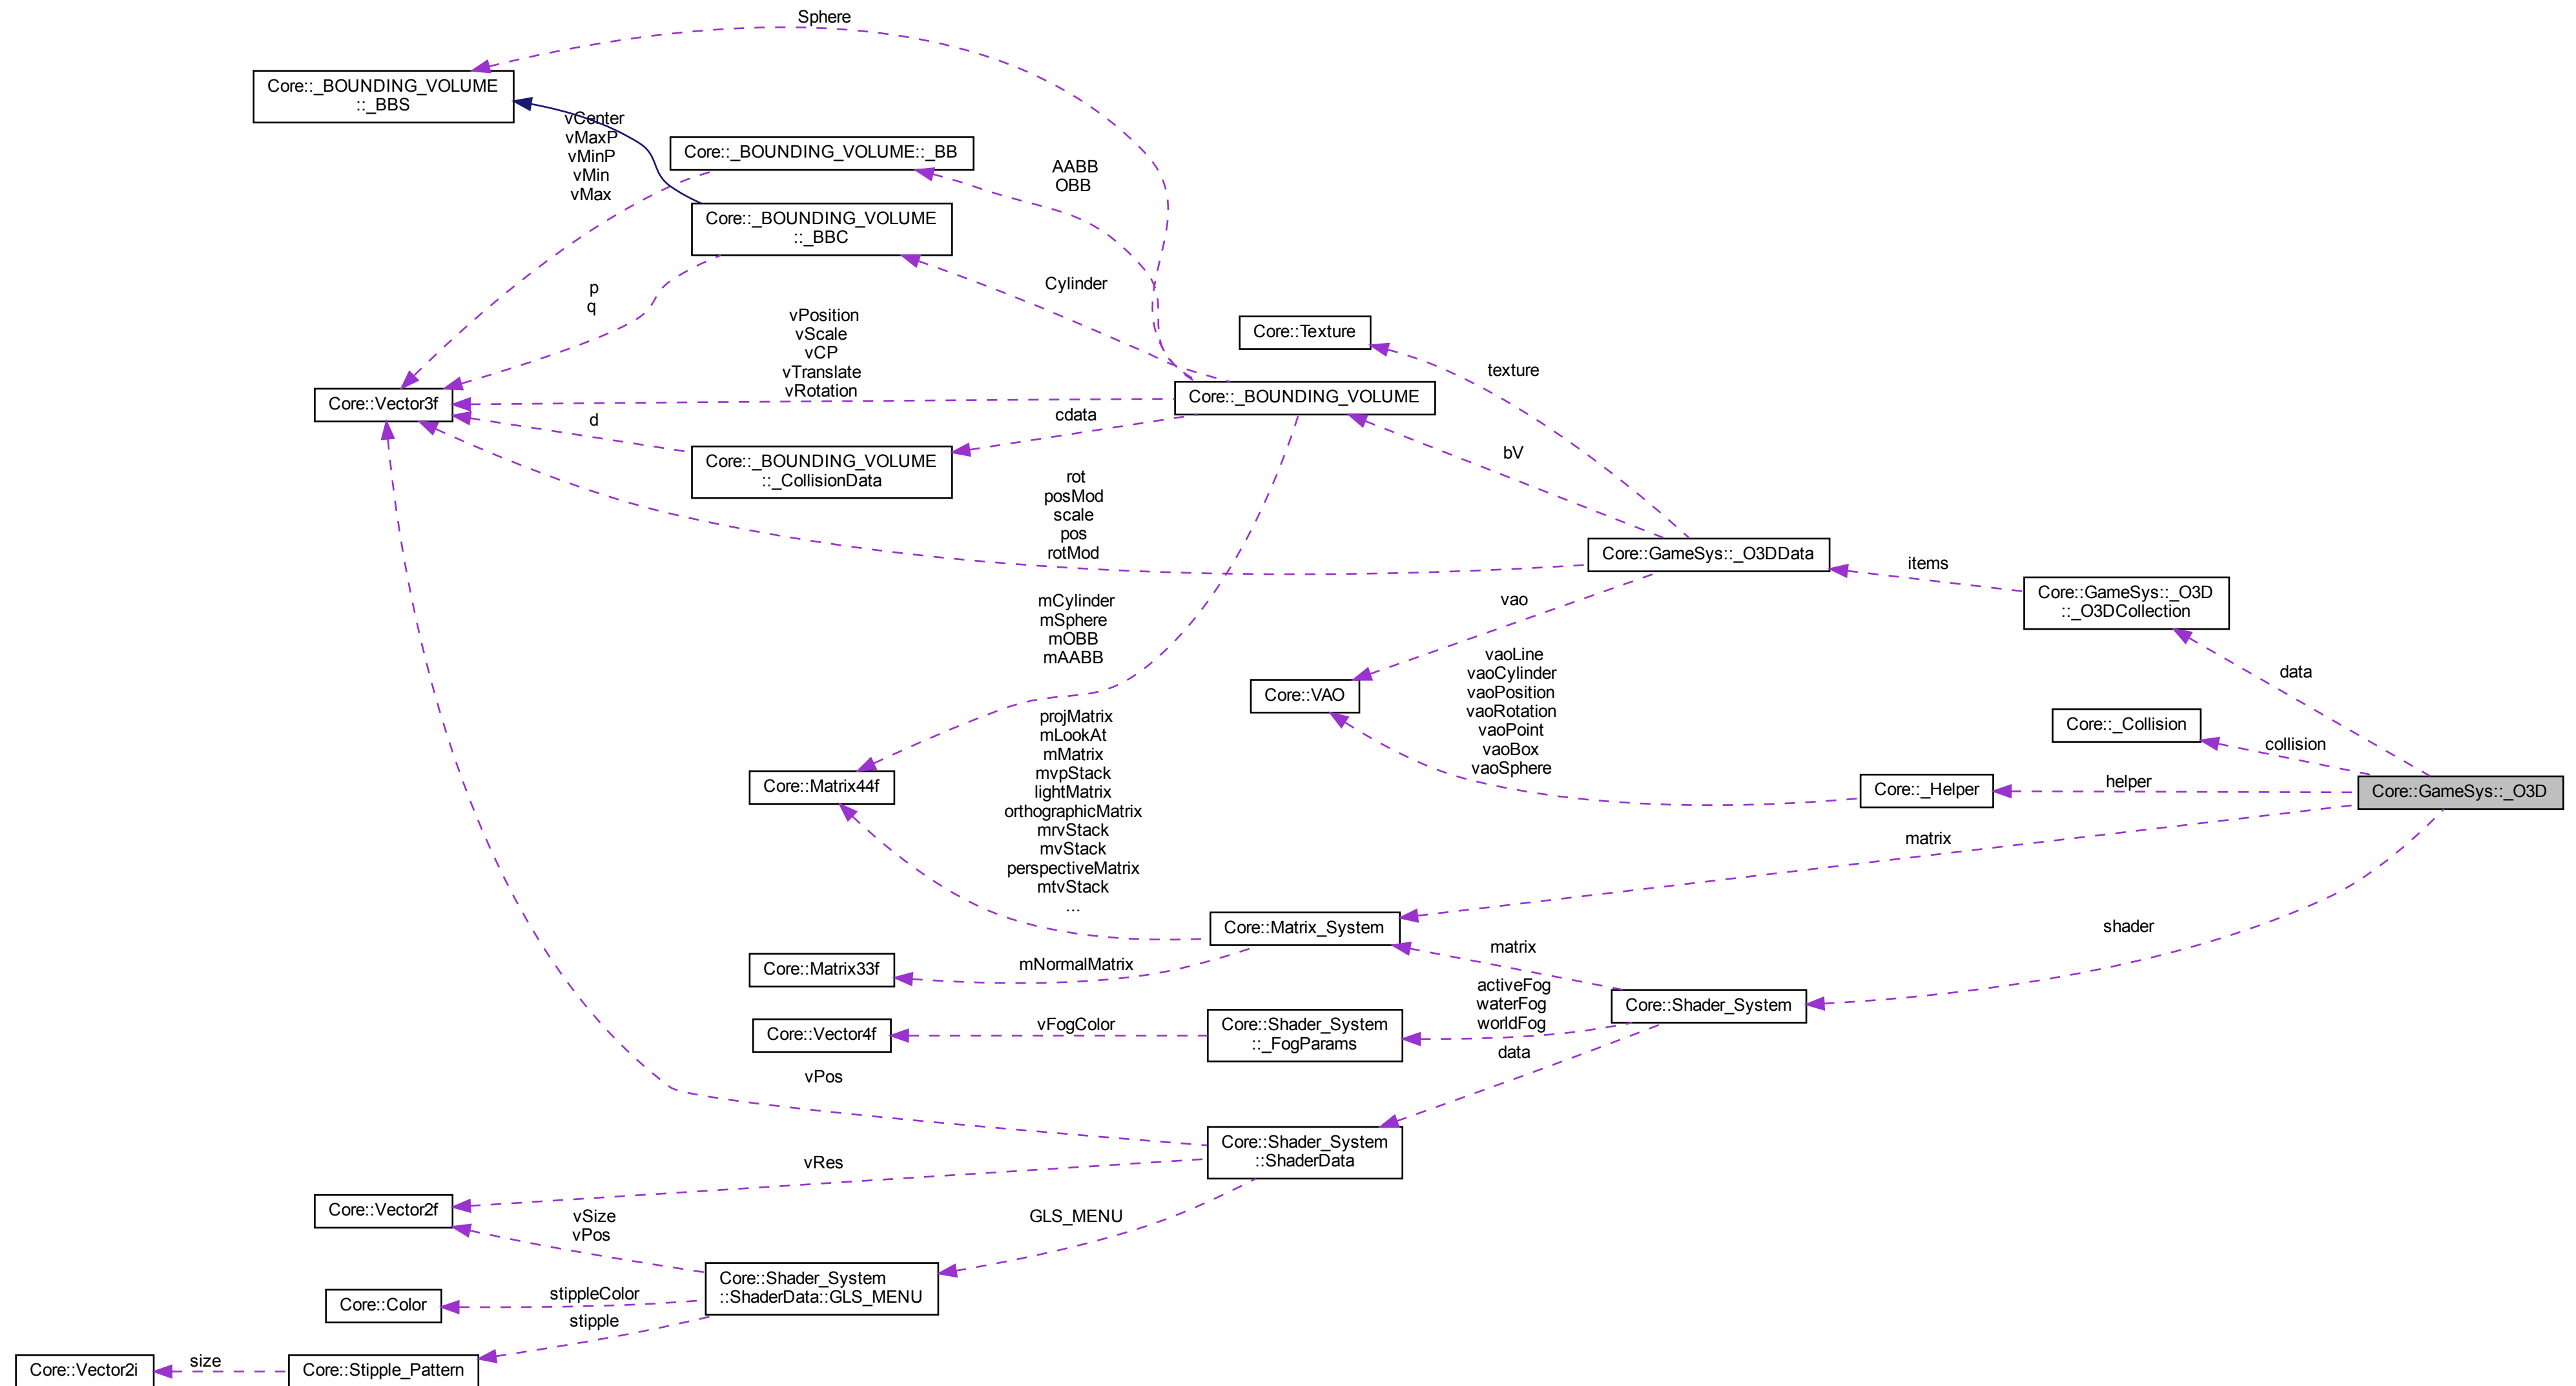 Sphere
Core::_BOUNDING_VOLUME
::_BBS
vCenter
vMaxP
vMinP
vMin
vMax
Core::_BOUNDING_VOLUME::_BB
AABB
OBB
Core::_BOUNDING_VOLUME
::_BBC
p
q
Cylinder
vPosition
vScale
vCP
vTranslate
vRotation
Core::Texture
texture
Core::Vector3f
Core::_BOUNDING_VOLUME
d
cdata
Core::_BOUNDING_VOLUME
::_CollisionData
bV
rot
posMod
scale
pos
rotMod
Core::GameSys::_O3DData
items
Core::GameSys::_O3D
::_O3DCollection
mCylinder
mSphere
mOBB
mAABB
vao
vaoLine
vaoCylinder
vaoPosition
vaoRotation
vaoPoint
vaoBox
vaoSphere
Core::VAO
data
Core::_Collision
collision
projMatrix
mLookAt
mMatrix
mvpStack
lightMatrix
orthographicMatrix
mrvStack
mvStack
perspectiveMatrix
mtvStack
...
Core::Matrix44f
Core::_Helper
helper
Core::GameSys::_O3D
matrix
Core::Matrix_System
shader
matrix
Core::Matrix33f
mNormalMatrix
activeFog
waterFog
worldFog
Core::Shader_System
Core::Vector4f
vFogColor
Core::Shader_System
::_FogParams
data
vPos
Core::Shader_System
::ShaderData
vRes
Core::Vector2f
vSize
vPos
GLS_MENU
Core::Shader_System
::ShaderData::GLS_MENU
Core::Color
stippleColor
stipple
Core::Vector2i
size
Core::Stipple_Pattern